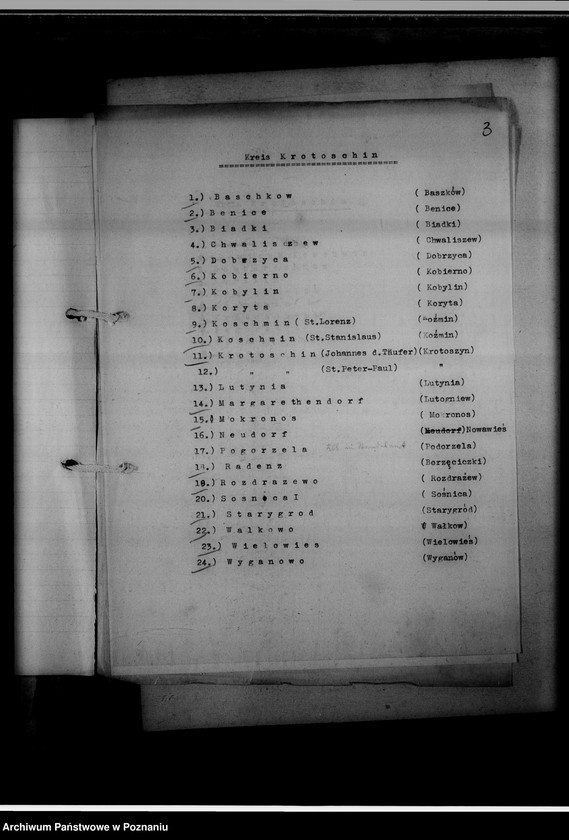 3
Kreis Krotoschin
1.) Baschkow ( Baszków)
2.) Benice ( Benice)
3.) Biadki ( Biadki)
4.) Chwaliszhew ( Chwaliszew)
5.) Dobrzyca ( Dobrzyca)
6.) Kobierno ( Kobierno)
7.) Kobylin ( Kobylin)
8.) Koryta ( Koryta)
9.) Koschmin ( St.Lorenz) (Koźmin)
10.) Koschmin (St.Stanislaus) (Koźmin)
11.) Krotoschin (Johannes d.Täufer) (Krotoszyn)
12.) " " (St.Peter-Paul) "
13.) Lutynia (Lutynia)
14.) Margarethendorf (Lutogniew)
15.) Mokronos ( Mokronos)
16.) Neudorf (Neudorf) Nowawieś
17.) Pogorzela (Podorzela)
18.) Radenz (Borzęciczki)
18.) Rozdrazewo ( Rozdrażew)
20.) Sosnica I ( Sośnica)
21.) Starygrod (Starygród)
22.) Walkowo ( Wałkow)
23.) Wielowies (Wielowieś)
24.) Wyganowo (Wyganów)
Archiwum Państwowe w Poznaniu